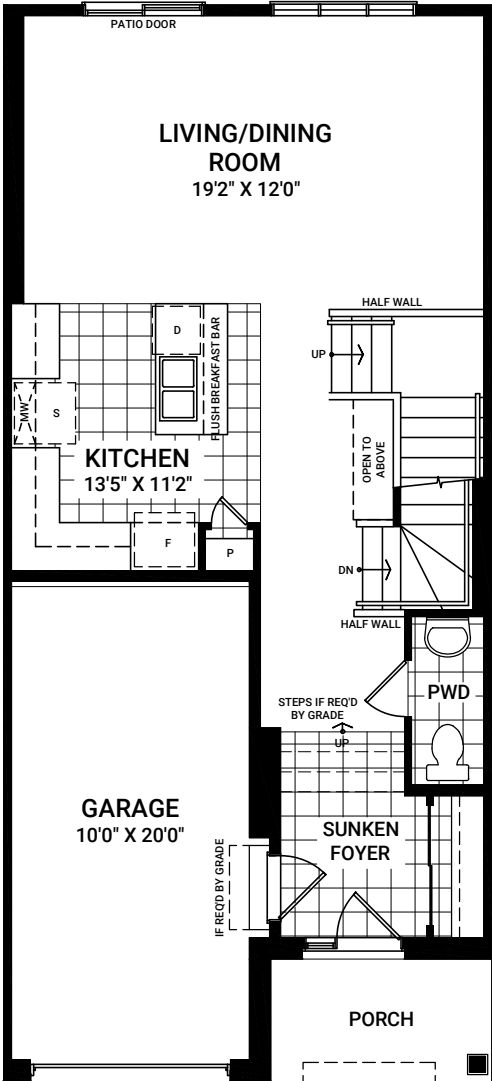 PATIO DOOR
LIVING/DINING
ROOM
19'2" X 12'0"
HALF WALL
UP
D
FLUSH BREAKFAST BAR
MW
S
KITCHEN
13'5" X 11'2"
OPEN TO
ABOVE
F
P
DN
HALF WALL
PWD
STEPS IF REQ'D
BY GRADE
UP
GARAGE
10'0" X 20'0"
SUNKEN
FOYER
IF REQ'D BY GRADE
PORCH